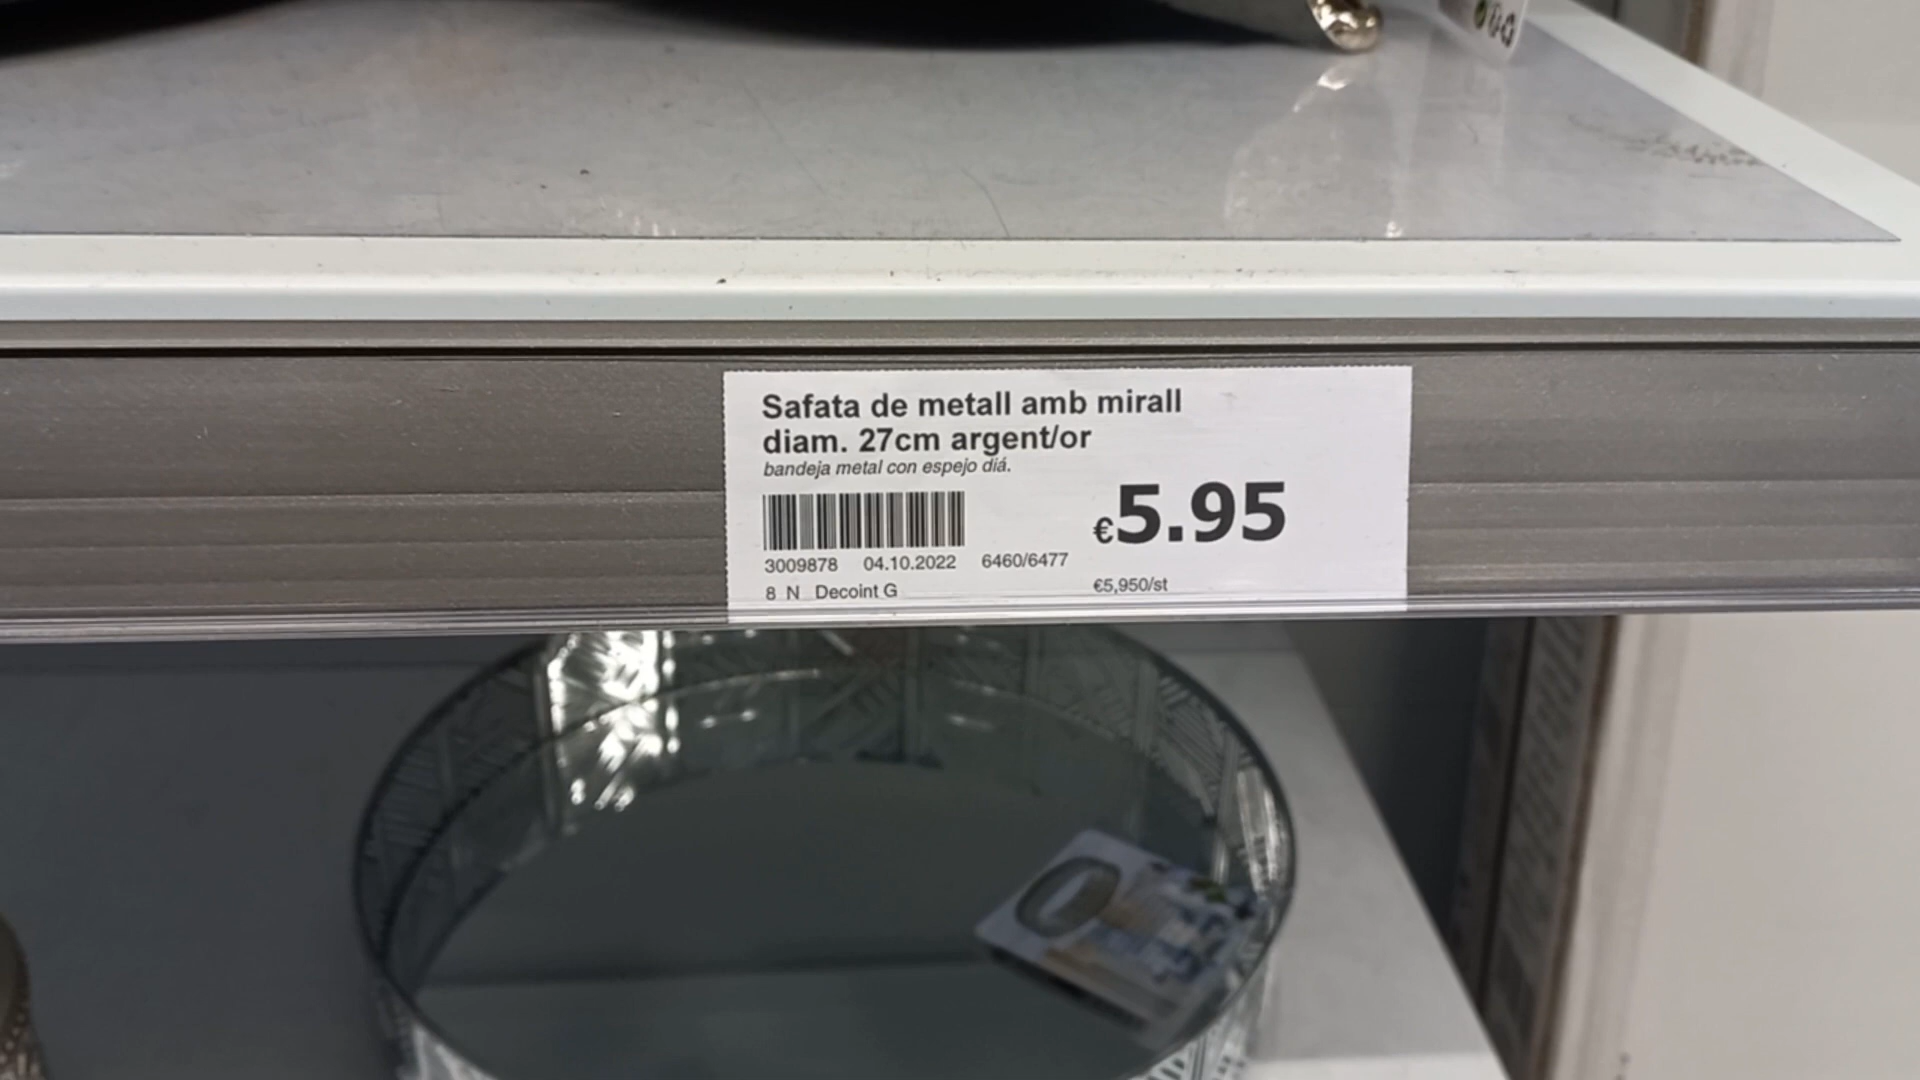 Safata de metall amb mirall
diam. 27cm argent/or
bandeja metal con espejo diá.
€5.95
3009878 04.10.2022 6460/6477
8 N Decoint G €5,950/st